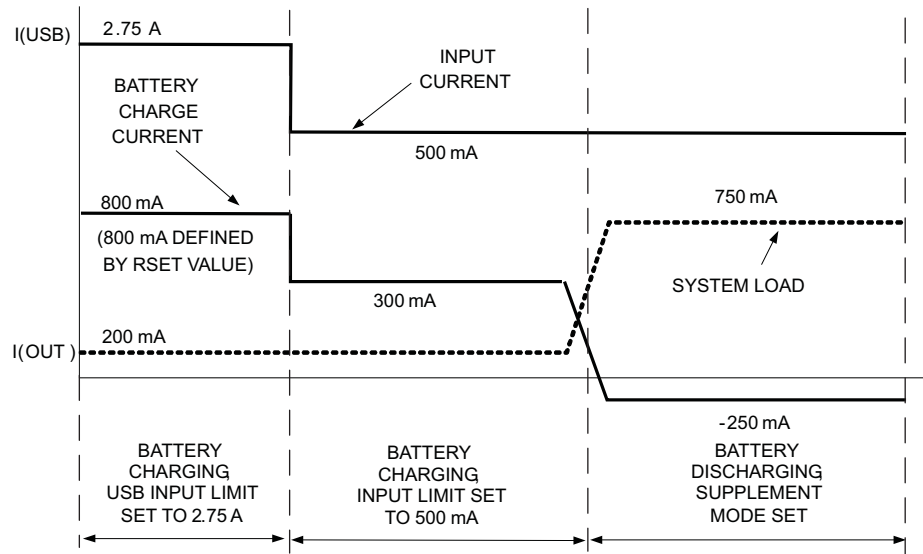 I(USB)
2.75 A
INPUT
CURRENT
BATTERY
CHARGE
CURRENT
500 mA
800 mA
(800 mA DEFINED
BY RSET VALUE)
750 mA
SYSTEM LOAD
300 mA
200 mA
I(OUT)
-250 mA
BATTERY
CHARGING,
USB INPUT LIMIT
SET TO 2.75 A
BATTERY
CHARGING,
INPUT LIMIT SET
TO 500 mA
BATTERY
DISCHARGING,
SUPPLEMENT
MODE SET